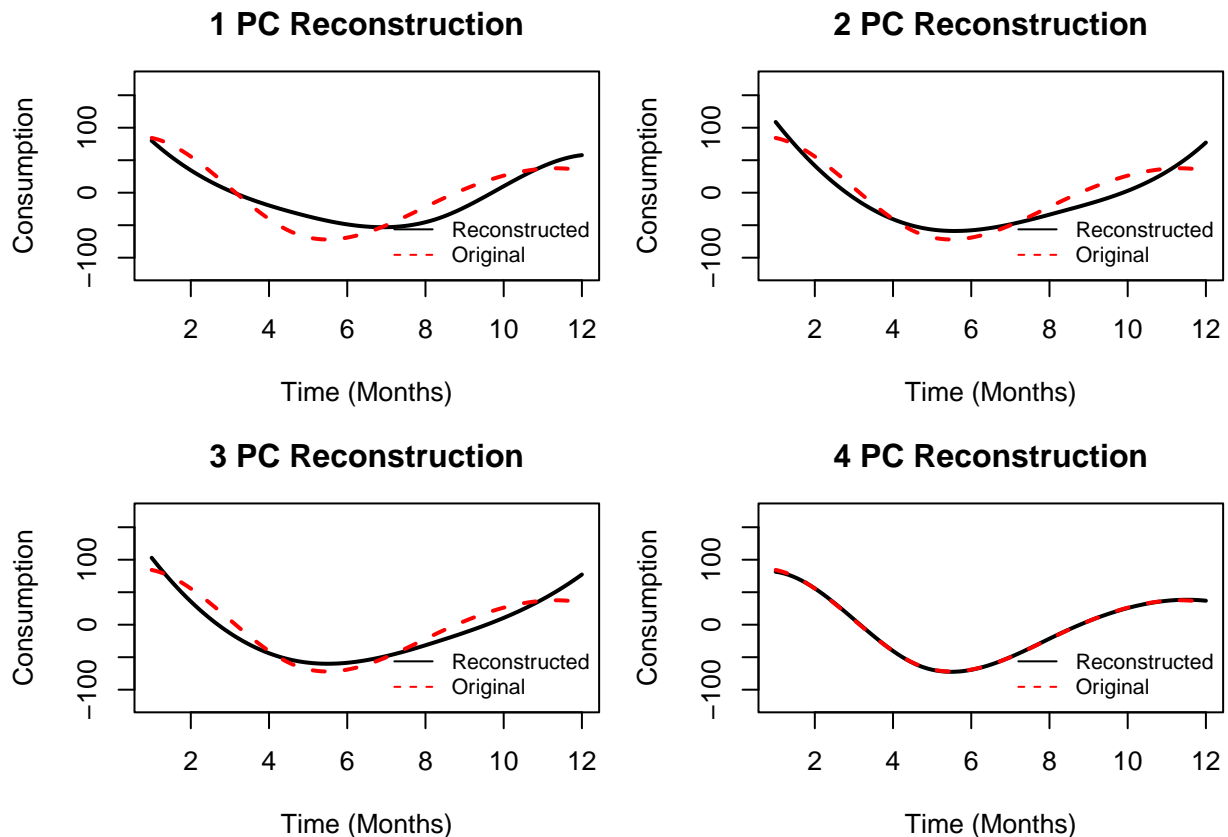 1 PC Reconstruction
Consumption
100
0
−100
Reconstructed
Original
2 4 6 8 10 12
Time (Months)
2 PC Reconstruction
Consumption
100
0
−100
Reconstructed
Original
2 4 6 8 10 12
Time (Months)
3 PC Reconstruction
Consumption
100
0
−100
Reconstructed
Original
2 4 6 8 10 12
Time (Months)
4 PC Reconstruction
Consumption
100
0
−100
Reconstructed
Original
2 4 6 8 10 12
Time (Months)